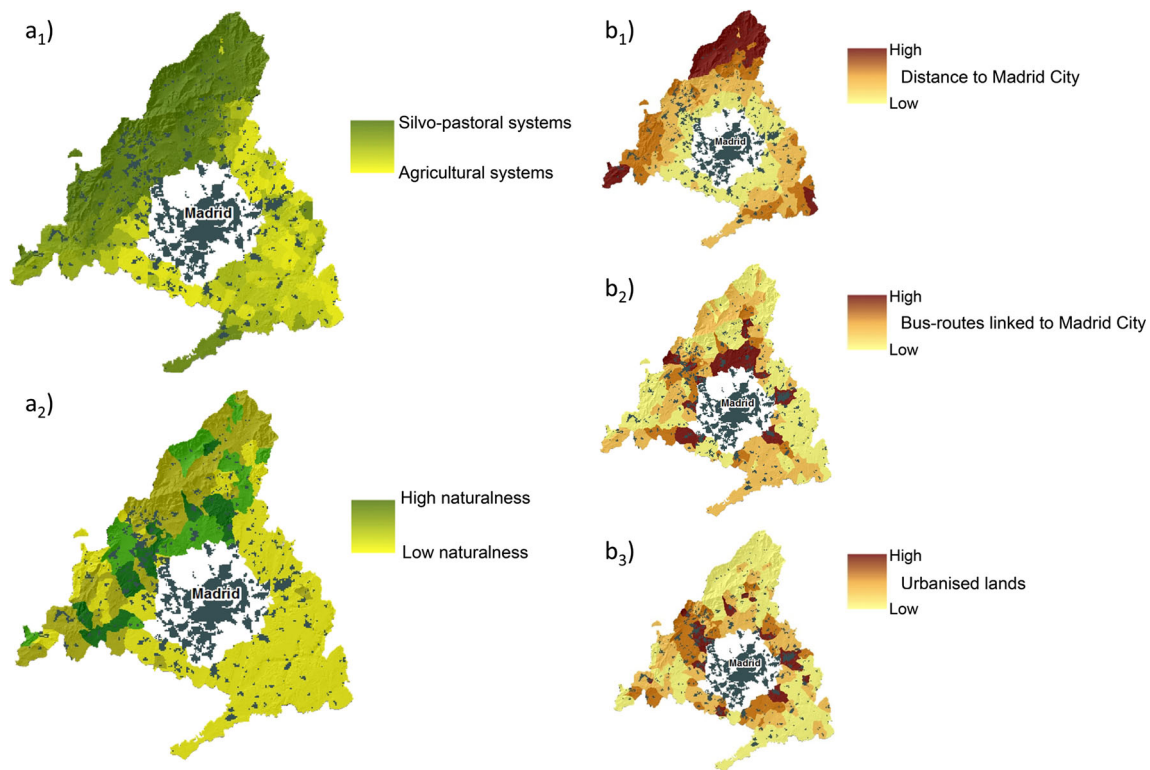 a1)
Silvo-pastoral systems
Agricultural systems
Madrid
a2)
High naturalness
Low naturalness
Madrid
b1)
High
Distance to Madrid City
Low
Madrid
b2)
High
Bus-routes linked to Madrid City
Low
Madrid
b3)
High
Urbanised lands
Low
Madrid